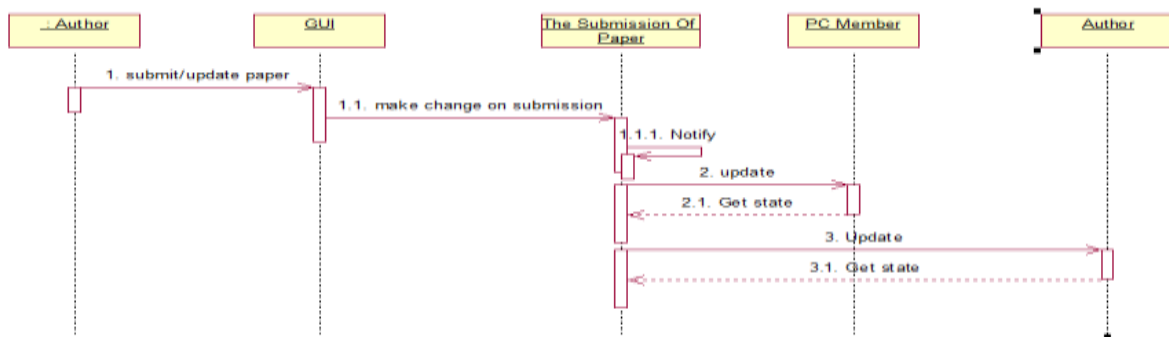 : Author
GUI
The Submission Of
Paper
PC Member
Author
1. submit/update paper
1.1. make change on submission
1.1.1. Notify
2. update
2.1. Get state
3. Update
3.1. Get state